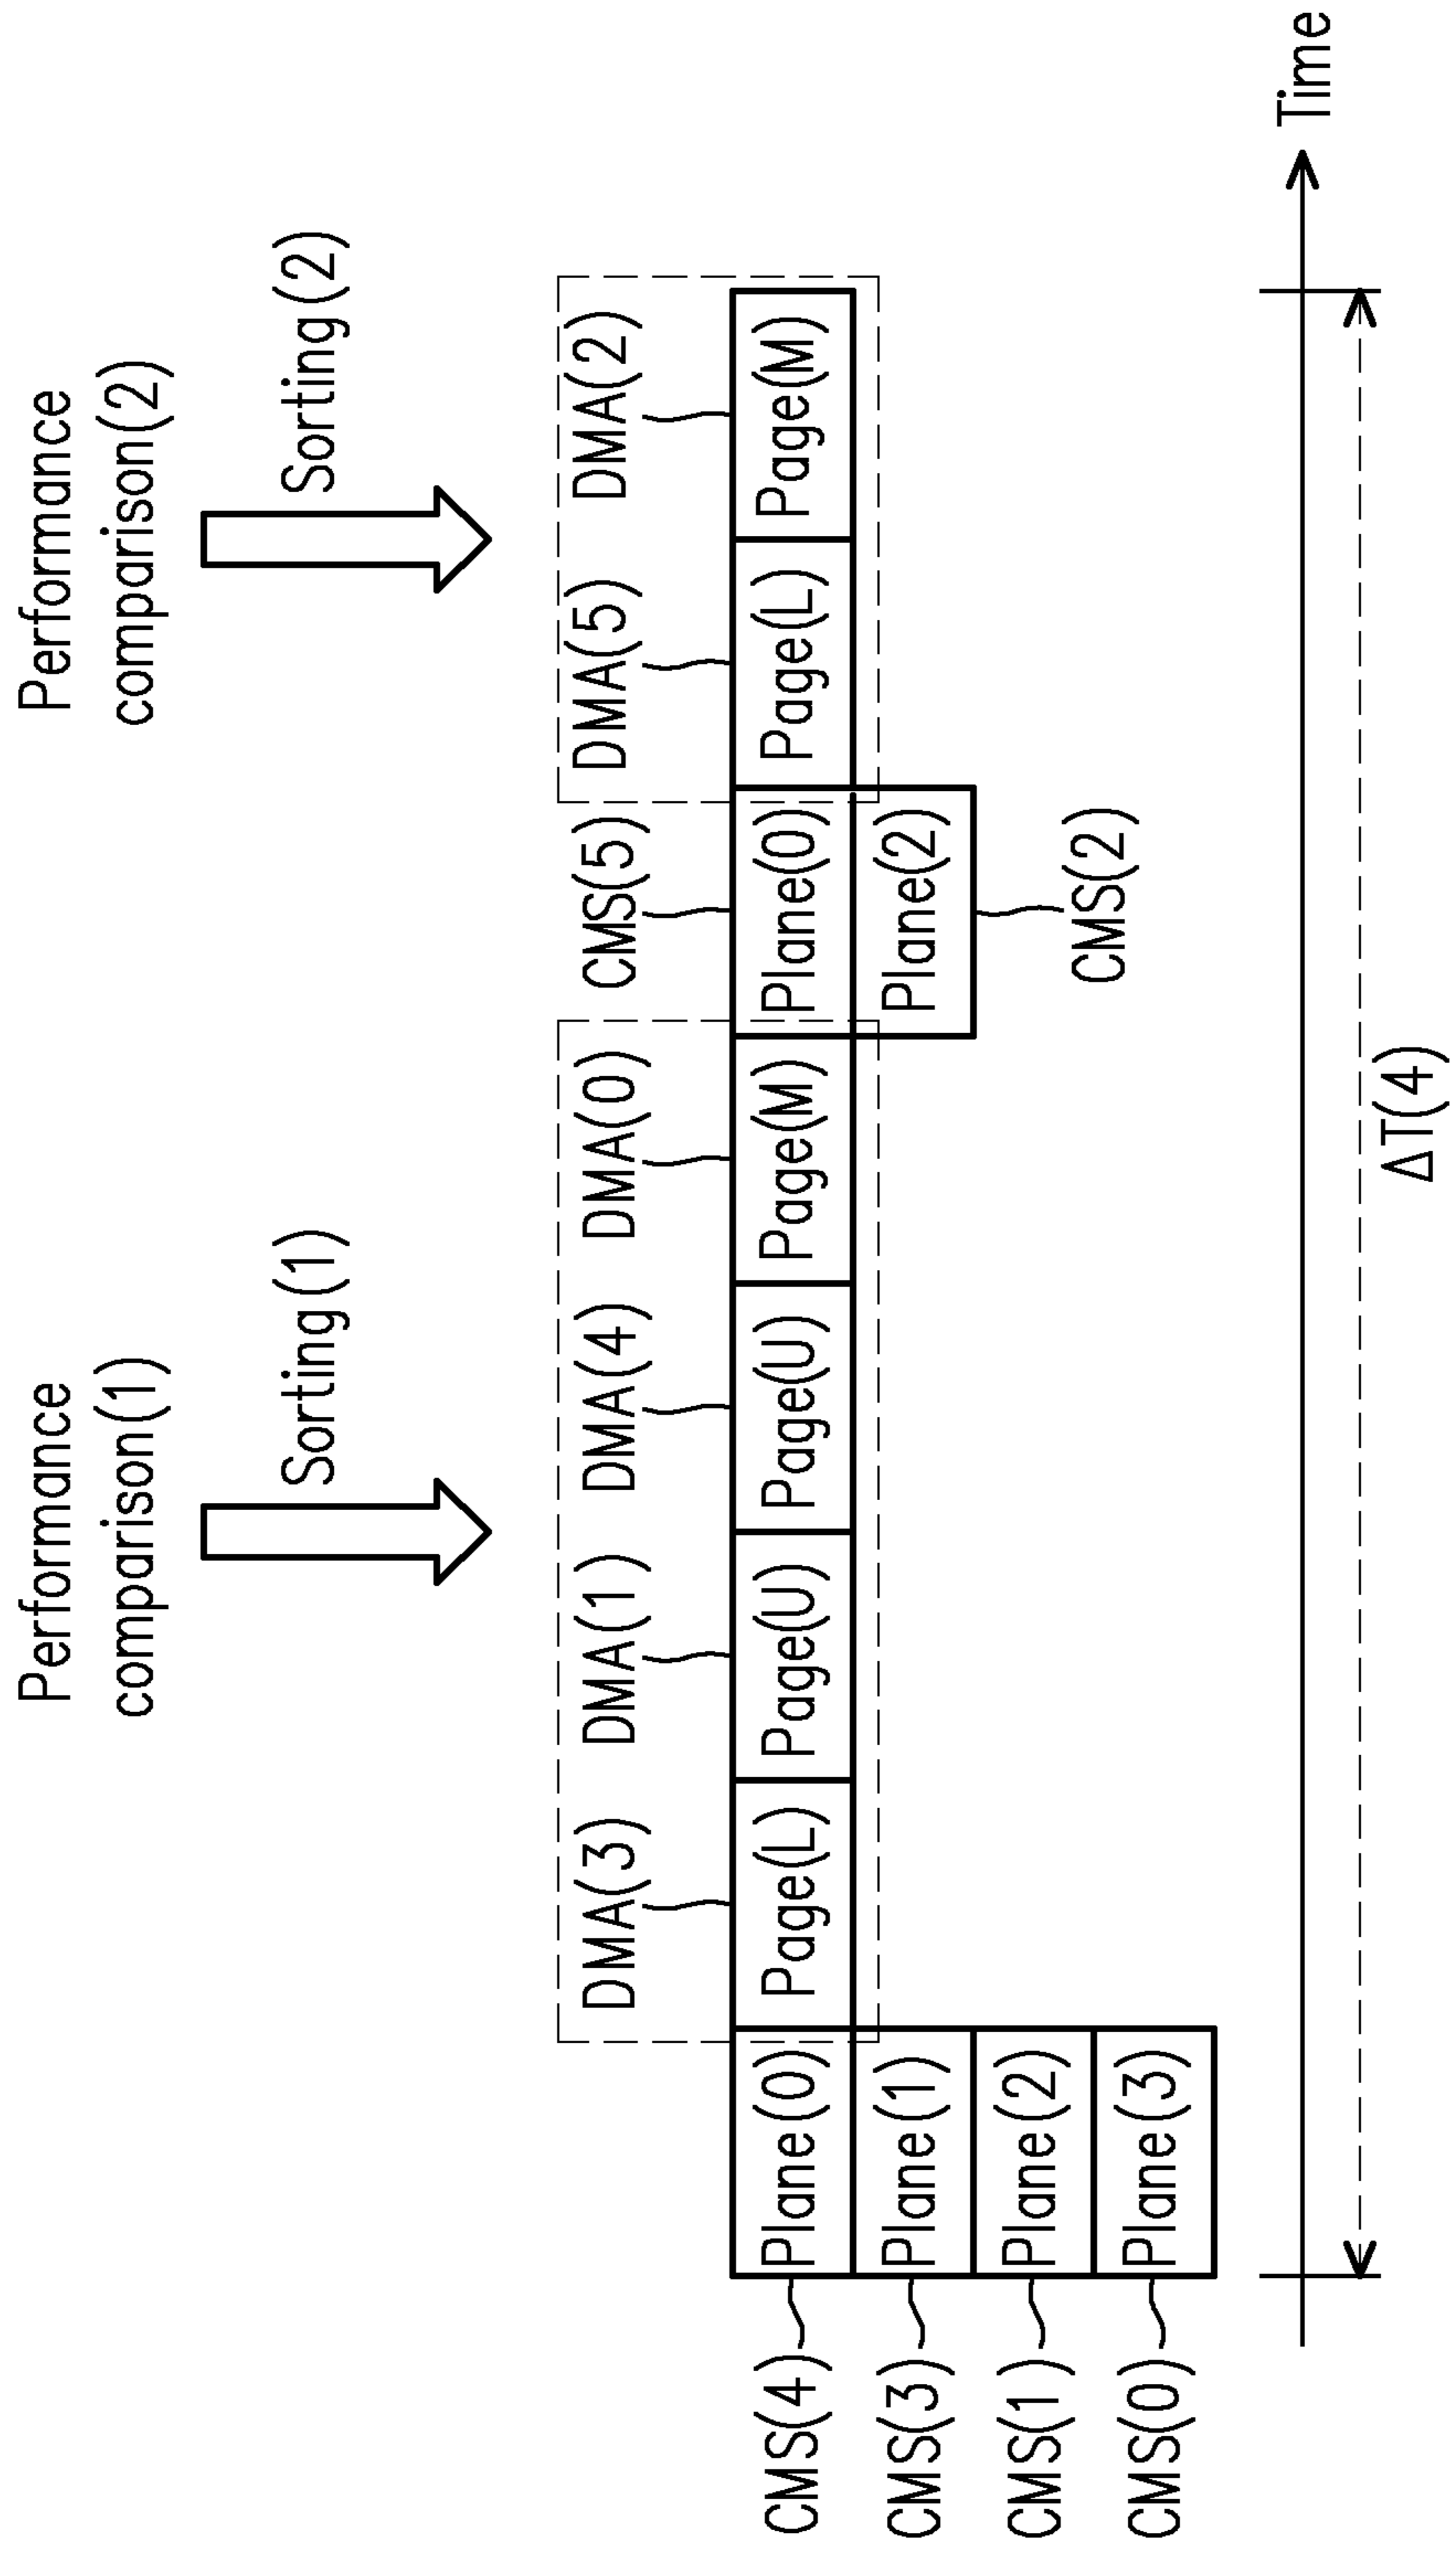 Performance
comparison(1)
Performance
comparison(2)
Sorting(1)
Sorting(2)
DMA(3) DMA(1) DMA(4) DMA(0) CMS(5) DMA(5) DMA(2)
CMS(4) Plane(0) Page(L) Page(U) Page(U) Page(M) Plane(0) Page(L) Page(M)
CMS(3) Plane(1) Plane(2)
CMS(1) Plane(2)
CMS(2)
CMS(0) Plane(3)
Time
ΔT(4)